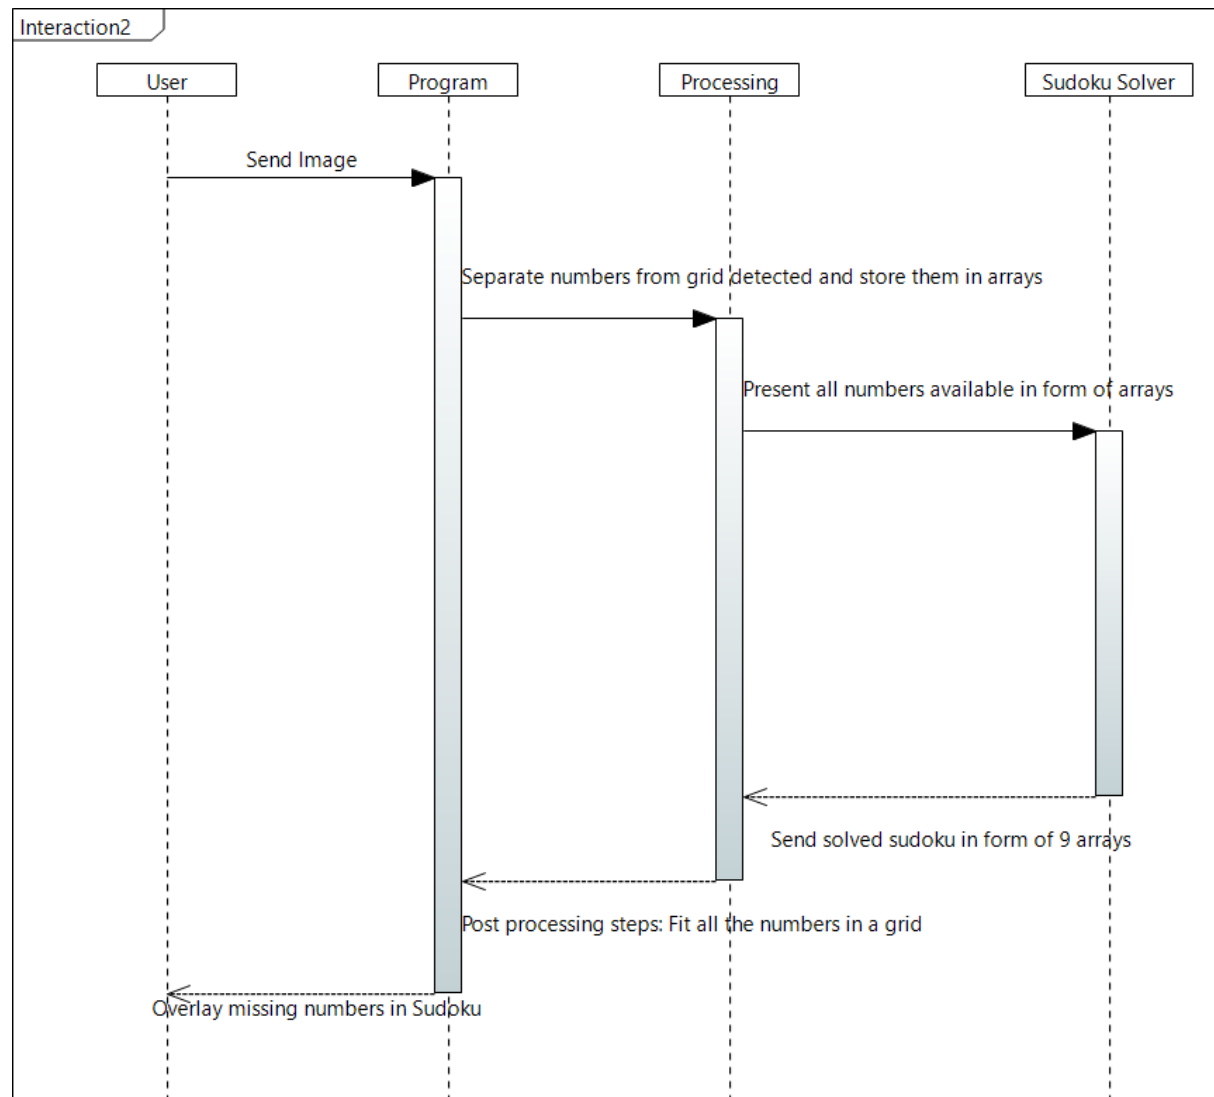 Interaction2
User
Program
Processing
Sudoku Solver
Send Image
Separate numbers from grid detected and store them in arrays
Present all numbers available in form of arrays
Send solved sudoku in form of 9 arrays
Post processing steps: Fit all the numbers in a grid
Overlay missing numbers in Sudoku